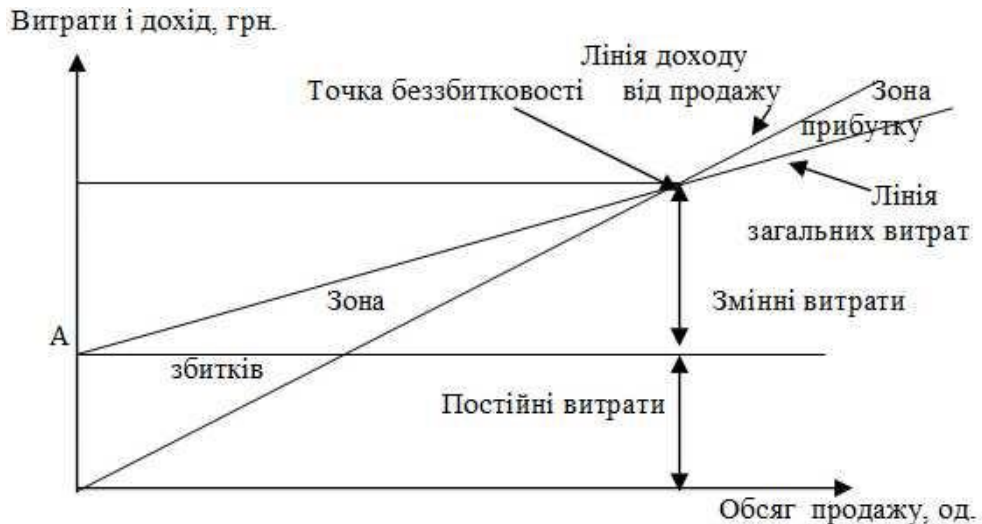 Витрати і дохід, грн.
Точка беззбитковості
Лінія доходу
від продажу
Зона
прибутку
Лінія
загальних витрат
Зона
збитків
Змінні витрати
А
Постійні витрати
Обсяг продажу, од.